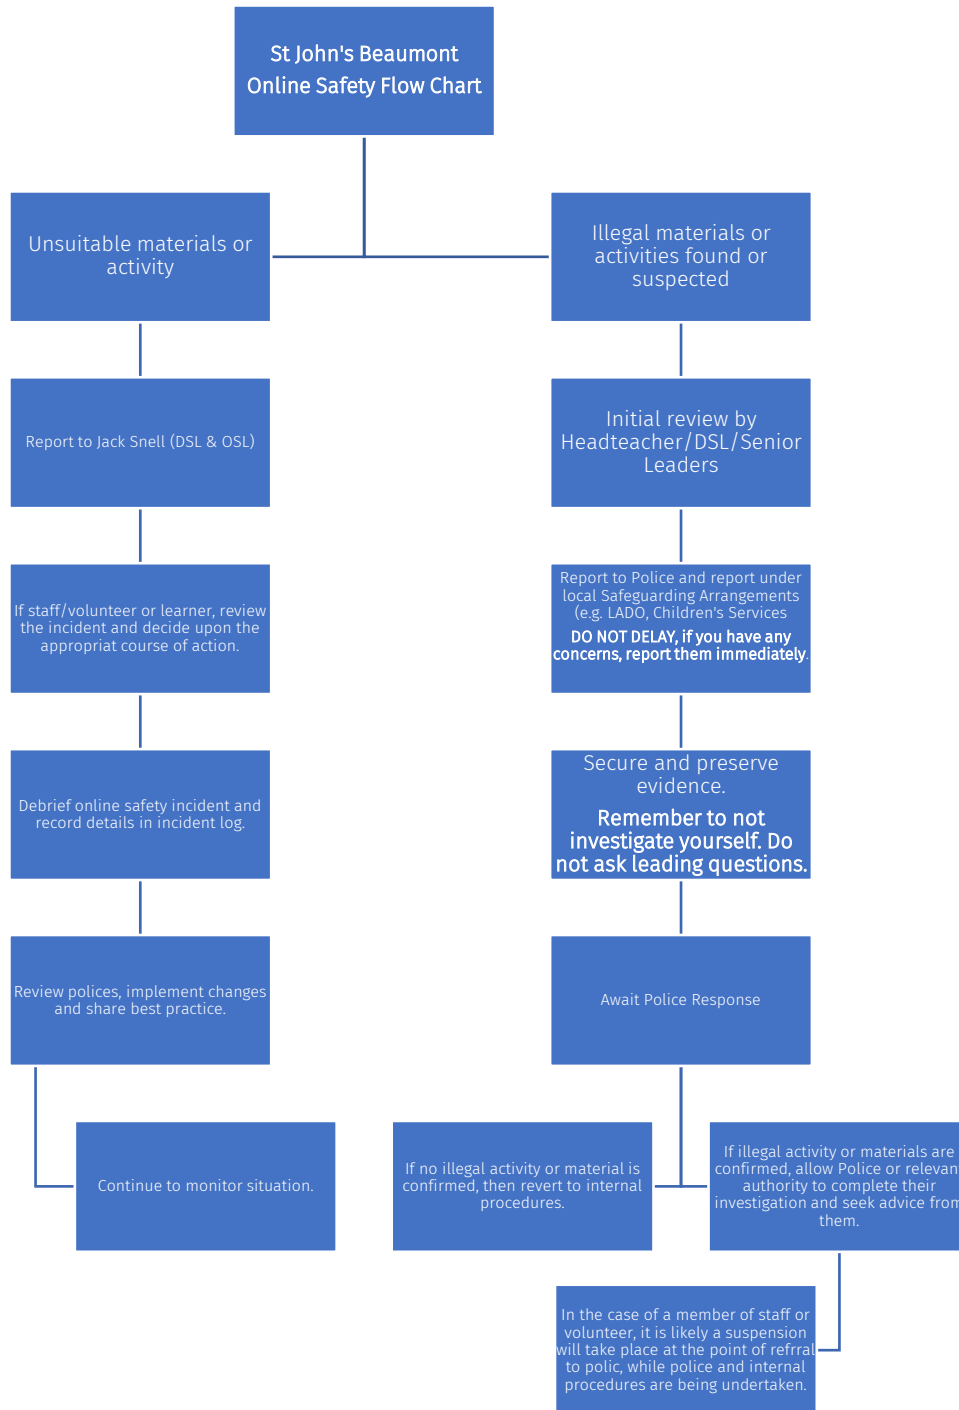 St John's Beaumont
Online Safety Flow Chart
Unsuitable materials or
activity
Report to Jack Snell (DSL & OSL)
If staff/volunteer or learner, review
the incident and decide upon the
appropriat course of action.
Debrief online safety incident and
record details in incident log.
Review polices, implement changes
and share best practice.
Continue to monitor situation.
Illegal materials or
activities found or
suspected
Initial review by
Headteacher/DSL/Senior
Leaders
Report to Police and report under
local Safeguarding Arrangements
(e.g. LADO, Children's Services
DO NOT DELAY, if you have any
concerns, report them immediately.
Secure and preserve
evidence.
Remember to not
investigate yourself. Do
not ask leading questions.
Await Police Response
If no illegal activity or material is
confirmed, then revert to internal
procedures.
If illegal activity or materials are
confirmed, allow Police or relevant
authority to complete their
investigation and seek advice from
them.
In the case of a member of staff or
volunteer, it is likely a suspension
will take place at the point of refrral
to polic, while police and internal
procedures are being undertaken.